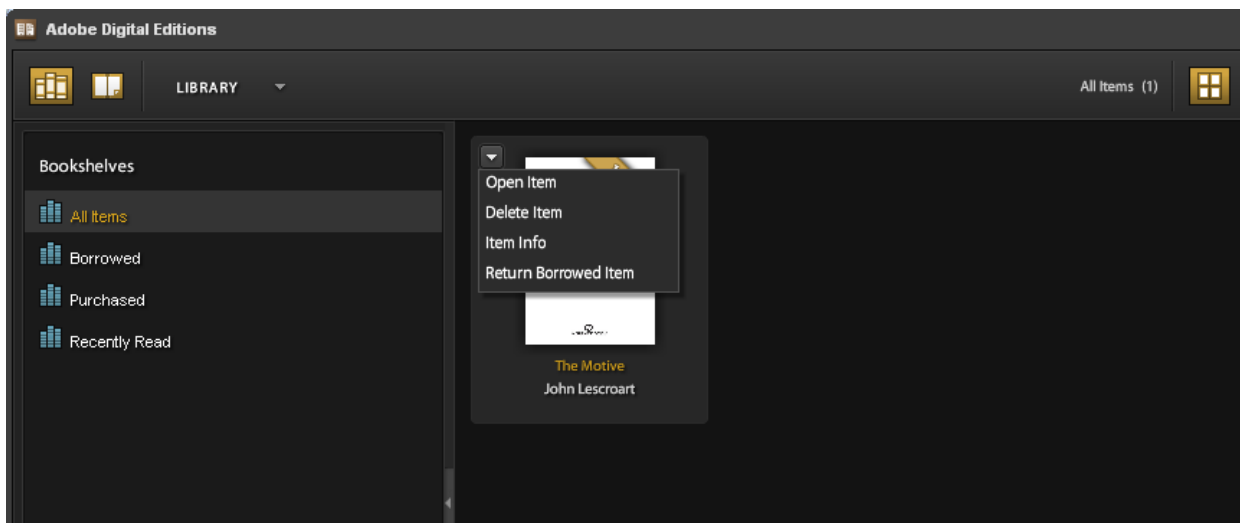 Adobe Digital Editions
LIBRARY
All Items (1)
Bookshelves
All Items
Borrowed
Purchased
Recently Read
Open Item
Delete Item
Item Info
Return Borrowed Item
The Motive
John Lescroart